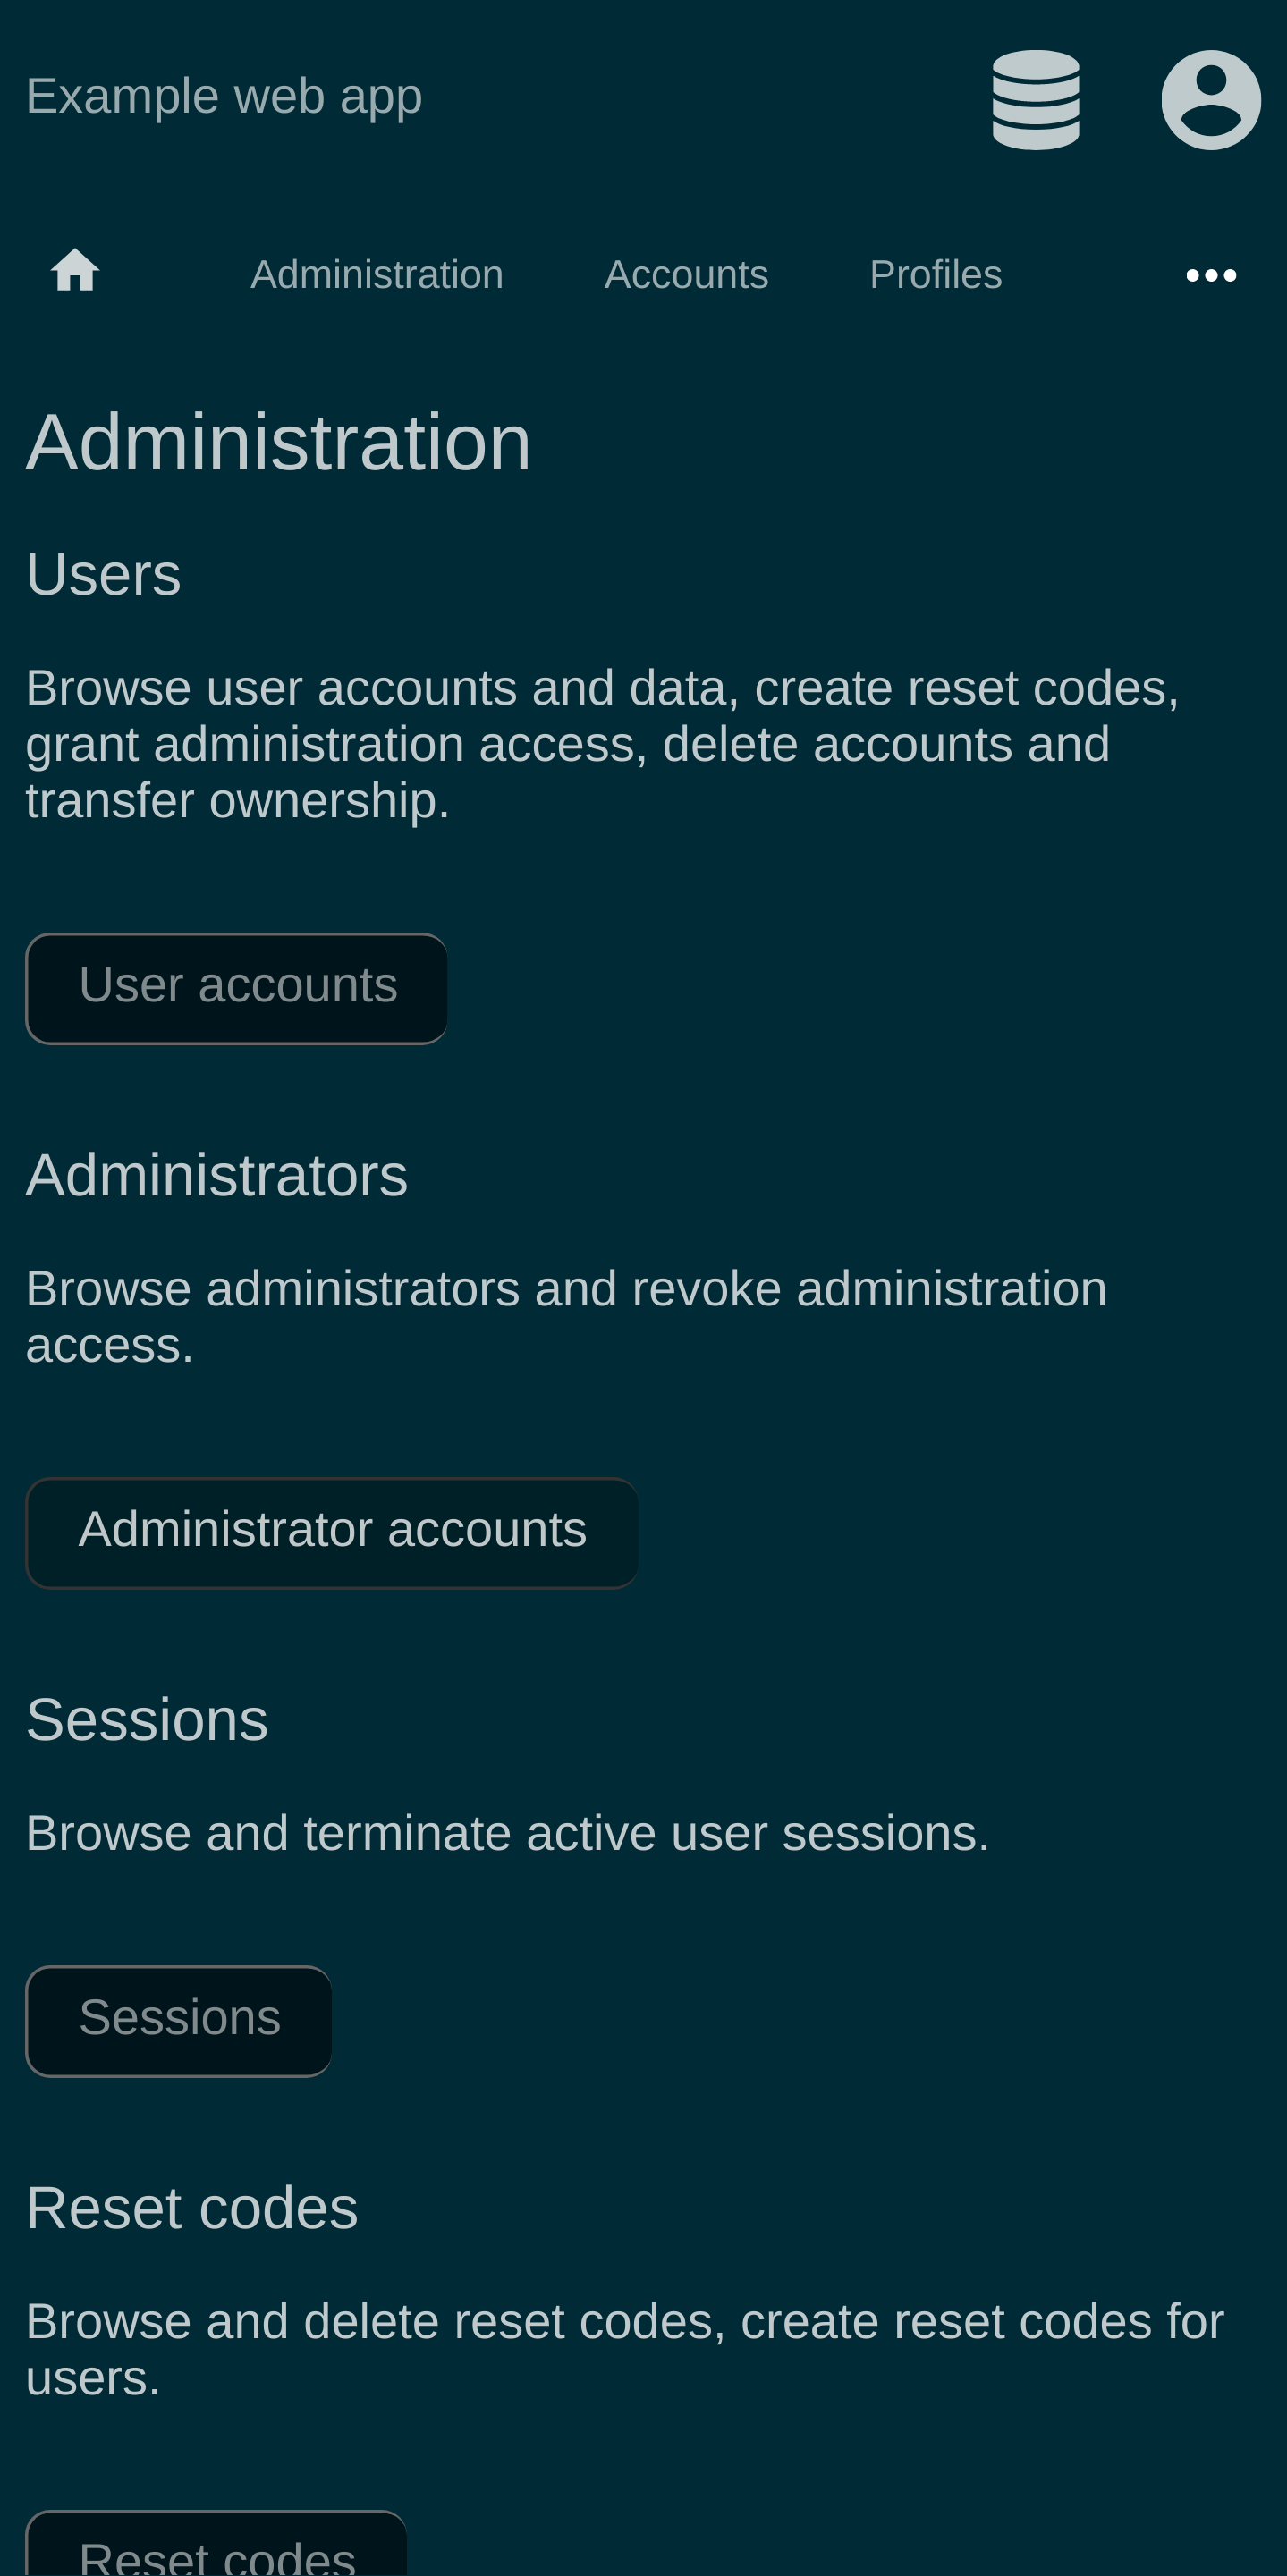 Example web app
Administration Accounts Profiles
Administration
Users
Browse user accounts and data, create reset codes,
grant administration access, delete accounts and
transfer ownership.
User accounts
Administrators
Browse administrators and revoke administration
access.
Administrator accounts
Sessions
Browse and terminate active user sessions.
Sessions
Reset codes
Browse and delete reset codes, create reset codes for
users.
Reset codes